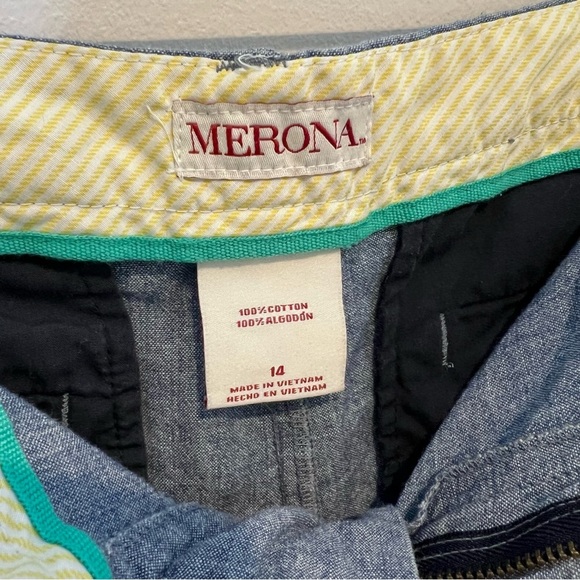 MERONA
100% COTTON
100% ALGODÓN
14
MADE IN VIETNAM
HECHO EN VIETNAM